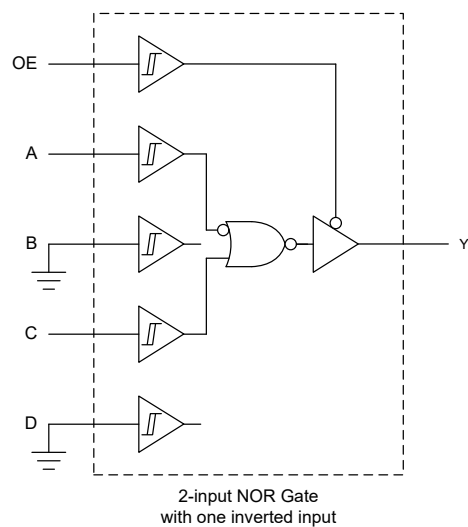 OE
A
B
C
D
Y
2-input NOR Gate
with one inverted input